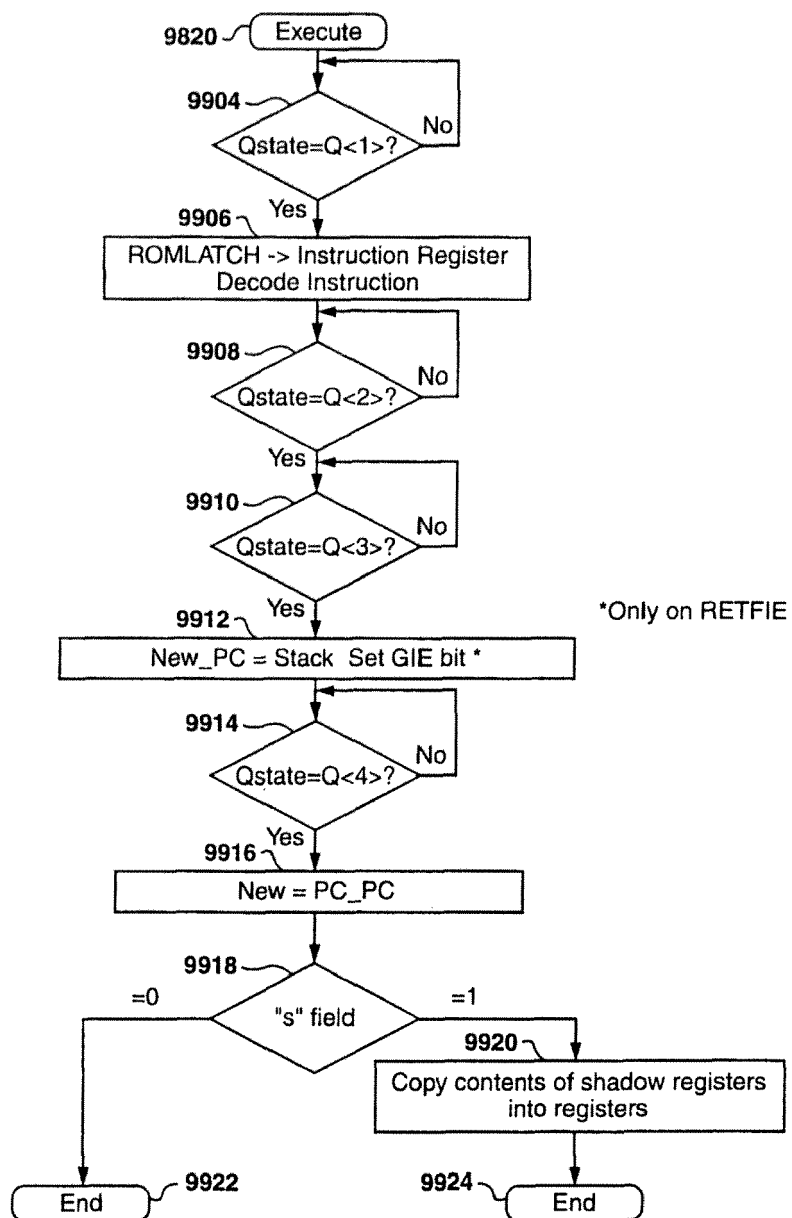 9820
Execute
9904
No
Qstate=Q<1>?
Yes
9906
ROMLATCH -> Instruction Register
Decode Instruction
9908
No
Qstate=Q<2>?
Yes
9910
No
Qstate=Q<3>?
Yes
*Only on RETFIE
9912
New_PC = Stack Set GIE bit *
9914
No
Qstate=Q<4>?
Yes
9916
New = PC_PC
9918
=0
=1
"s" field
9920
Copy contents of shadow registers
into registers
End
9922
9924
End